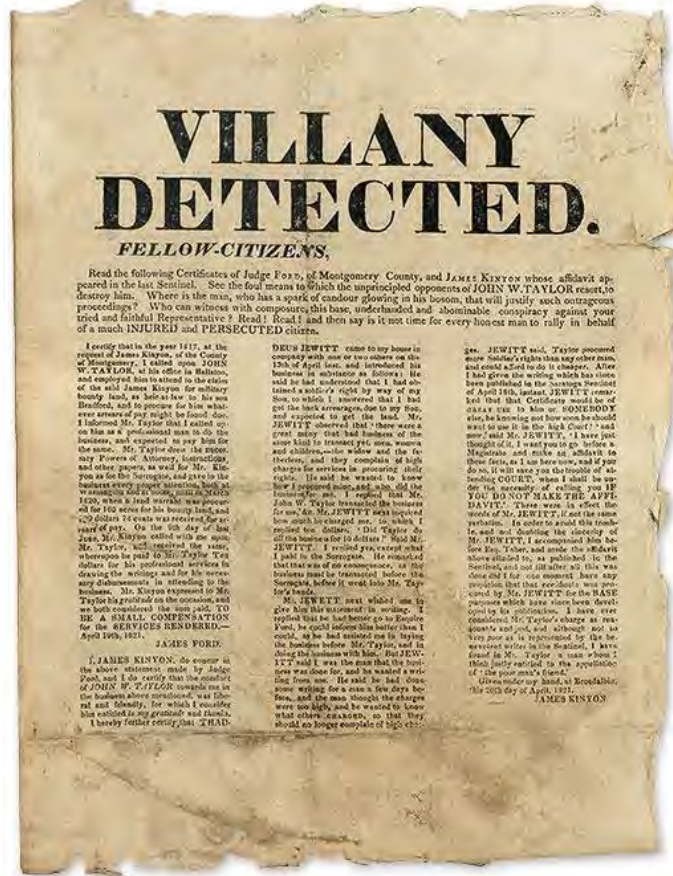 VILLANY
DETECTED.
FELLOW-CITIZENS,
Read the following Certificates of Judge FORD, of Montgomery County, and JAMES KINYON whose affidavit ap-
peared in the last Sentinel. See the foul means to which the unprincipled opponents of JOHN W. TAYLOR resort, to
destroy him. Where is the man, who has a spark of candour glowing in his bosom, that will justify such outrageous
proceedings? Who can witness with composure, this base, underhanded and abominable conspiracy against your
tried and faithful Representative? Read! Read! and then say is it not time for every honest man to rally in behalf
of a much INJURED and PERSECUTED citizen.
I certify that in the year 1817, at the
request of James Kinyon, of the County
of Montgomery, I called upon JOHN
W. TAYLOR, at his office in Ballston,
and employed him to attend to the claim
of the said James Kinyon for military
bounty land, as heir at law to his son
Bradford, and to procure for him what-
ever arrears of pay might be found due.
I informed Mr. Taylor that I called up-
on him as a professional man to do the
business, and expected to pay him for
the same. Mr. Taylor drew the neces-
sary Powers of Attorney, instructions,
and other papers, as well for Mr. Kin-
yon as for the Surrogate, and gave to the
business every proper attention, both at
Washington and at home, until in March
1820, when a land warrant was procur-
ed for 160 acres for his bounty land, and
dollars 74 cents was received for ar-
rears of pay. On the 9th day of last
June, Mr. Kinyon called with me upon
Mr. Taylor, and received the same,
whereupon he paid to Mr. Taylor Ten
dollars for his professional services in
drawing the writings and for his neces-
sary disbursements in attending to the
business. Mr. Kinyon expressed to Mr.
Taylor his gratitude on the occasion, and
we both considered the sum paid, TO
BE A SMALL COMPENSATION
for the SERVICES RENDERED.—
April 19th, 1821.
JAMES FORD.
I, JAMES KINYON, do concur in
the above statement made by Judge
Ford, and I do certify that the conduct
of JOHN W. TAYLOR towards me in
the business above mentioned, was libe-
ral and friendly, for which I consider
him entitled to my gratitude and thanks.
I hereby further certify, that THAD-
DEUS JEWITT came to my house in
company with one or two others on the
13th of April last, and introduced his
business in substance as follows: He
said he had understood that I had ob-
tained a soldier's right by way of my
Son, to which I answered that I had
got the back arrearages, due to my Son,
and expected to get the land. Mr.
JEWITT observed that 'there were a
great many that had business of the
same kind to transact yet, men, women
and children,—the widow and the fa-
therless, and they complain of high
charges for services in procuring their
rights. He said he wanted to know
how I procured mine, and who did the
business for me. I replied that Mr.
John W. Taylor transacted the business
for me. Mr. JEWITT next inquired
how much he charged me, to which I
replied ten dollars. 'Did Taylor do
all the business for 10 dollars?' Said Mr.
JEWITT. I replied yes, except what
I paid to the Surrogate. He remarked
that that was of no consequence, as the
business must be transacted before the
Surrogate, before it went into Mr. Tay-
lor's hands.
Mr. JEWETT next wished me to
give him this statement in writing. I
replied that he had better go to Esquire
Ford, he could inform him better than I
could, as he had assisted me in laying
the business before Mr. Taylor, and in
doing the business with him. But JEW-
ITT said I was the man that the busi-
ness was done for, and he wanted a wri-
ting from me. He said he had done
some writing for a man a few days be-
fore, and the man thought the charges
were too high, and he wanted to know
what others CHARGED, so that they
should no longer complain of high char-
ges. JEWITT said, Taylor procured
more Soldier's rights than any other man,
and could afford to do it cheaper. After
I had given the writing which has since
been published in the Saratoga Sentinel
of April 18th, instant, JEWITT remar-
ked that that Certificate would be of
GREAT USE to him or SOMEBODY
else, he knowing not how soon he should
want to use it in the high Court! 'and
now,' said Mr. JEWITT, 'I have just
thought of it, I want you to go before a
Magistrate and make an affidavit to
these facts, as I am here now, and if you
do so, it will save you the trouble of at-
tending COURT, when I shall be un-
der the necessity of calling you IF
YOU DO NOT MAKE THE AFFI-
DAVIT.' There were in effect the
words of Mr. JEWITT, if not the same
verbatim. In order to avoid this troub-
le, and not doubting the sincerity of
Mr. JEWITT, I accompanied him be-
fore Esq. and made the affidavit
above alluded to, as published in the
Sentinel, and not till after all this was
done did I for one moment have any
suspicion that that certificate was pro-
cured by Mr. JEWITT for the BASE
purposes which have since been devel-
oped by its publication. I have ever
considered Mr. Taylor's charge as rea-
sonable and just, and although not so
very poor as is represented by the be-
nevolent writer in the Sentinel, I have
found in Mr. Taylor a man whom I
think justly entitled to the appellation
of 'the poor man's friend.'
Given under my hand, at Broadalbin,
this 20th day of April, 1821.
JAMES KINYON